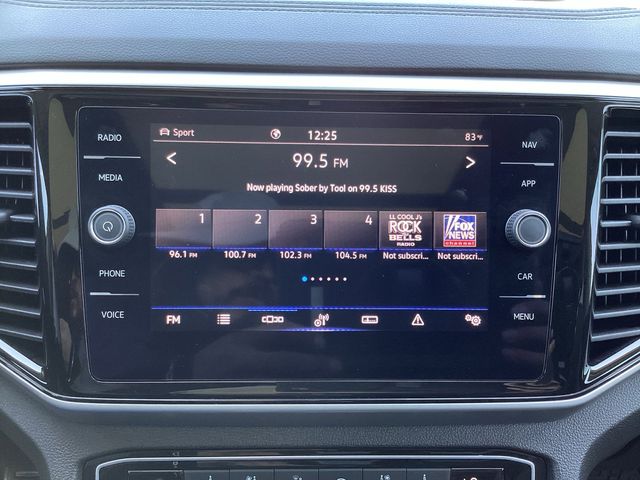 RADIO
MEDIA
PHONE
VOICE
Sport
12:25
83°F
99.5 FM
Now playing Sober by Tool on 99.5 KISS
1
2
3
4
LL COOL J's
ROCK
THE
BELLS
RADIO
FOX
NEWS
channel
96.1 FM
100.7 FM
102.3 FM
104.5 FM
Not subscri...
Not subscri...
FM
NAV
APP
CAR
MENU